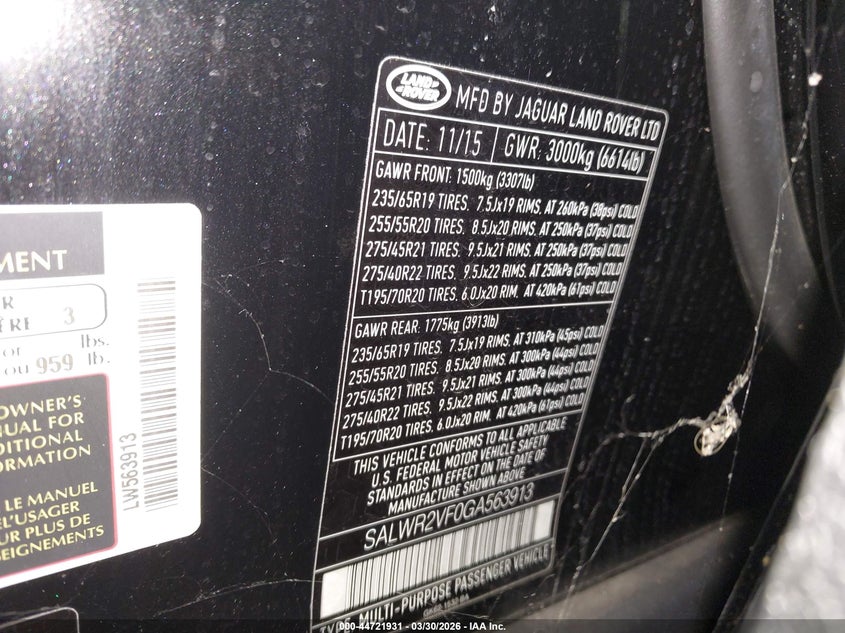 MENT
R
TRE 3
or lbs.
ou 959 lb.
OWNER'S
UAL FOR
DITIONAL
ORMATION
LE MANUEL
L'USAGER
UR PLUS DE
SEIGNEMENTS
LW563913
LAND ROVER
MFD BY JAGUAR LAND ROVER LTD
DATE: 11/15 GWR: 3000kg (6614lb)
GAWR FRONT: 1500kg (3307lb)
235/65R19 TIRES. 7.5Jx19 RIMS. AT 260kPa (38psi) COLD
255/55R20 TIRES. 8.5Jx20 RIMS. AT 250kPa (37psi) COLD
275/45R21 TIRES. 9.5Jx21 RIMS. AT 250kPa (37psi) COLD
275/40R22 TIRES. 9.5Jx22 RIMS. AT 250kPa (37psi) COLD
T195/70R20 TIRES. 6.0Jx20 RIM. AT 420kPa (61psi) COLD
GAWR REAR: 1775kg (3913lb)
235/65R19 TIRES. 7.5Jx19 RIMS. AT 310kPa (45psi) COLD
255/55R20 TIRES. 8.5Jx20 RIMS. AT 300kPa (44psi) COLD
275/45R21 TIRES. 9.5Jx21 RIMS. AT 300kPa (44psi) COLD
275/40R22 TIRES. 9.5Jx22 RIMS. AT 300kPa (44psi) COLD
T195/70R20 TIRES. 6.0Jx20 RIM. AT 420kPa (61psi) COLD
THIS VEHICLE CONFORMS TO ALL APPLICABLE
U.S. FEDERAL MOTOR VEHICLE SAFETY
STANDARDS IN EFFECT ON THE DATE OF
MANUFACTURE SHOWN ABOVE.
SALWR2VF0GA563913
TYPE: MULTI-PURPOSE PASSENGER VEHICLE
000-44721931 - 03/30/2026 - IAA Inc.